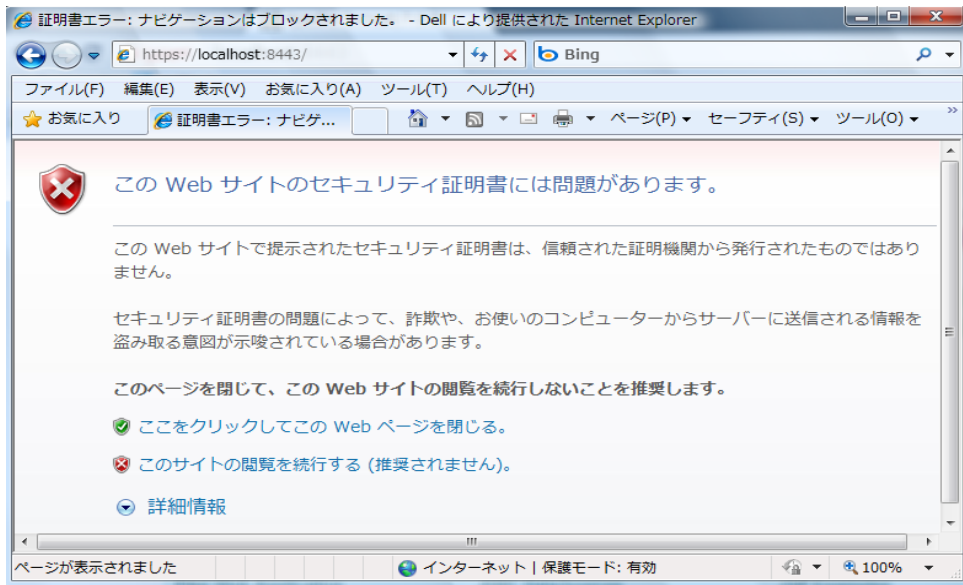 証明書エラー: ナビゲーションはブロックされました。 - Dell により提供された Internet Explorer
https://localhost:8443/ Bing
ファイル(F) 編集(E) 表示(V) お気に入り(A) ツール(T) ヘルプ(H)
お気に入り 証明書エラー: ナビゲ... ページ(P) セーフティ(S) ツール(O) »
この Web サイトのセキュリティ証明書には問題があります。
この Web サイトで提示されたセキュリティ証明書は、信頼された証明機関から発行されたものではあり
ません。
セキュリティ証明書の問題によって、詐欺や、お使いのコンピューターからサーバーに送信される情報を
盗み取る意図が示唆されている場合があります。
このページを閉じて、この Web サイトの閲覧を続行しないことを推奨します。
ここをクリックしてこの Web ページを閉じる。
このサイトの閲覧を続行する (推奨されません)。
詳細情報
ページが表示されました インターネット | 保護モード: 有効 100%